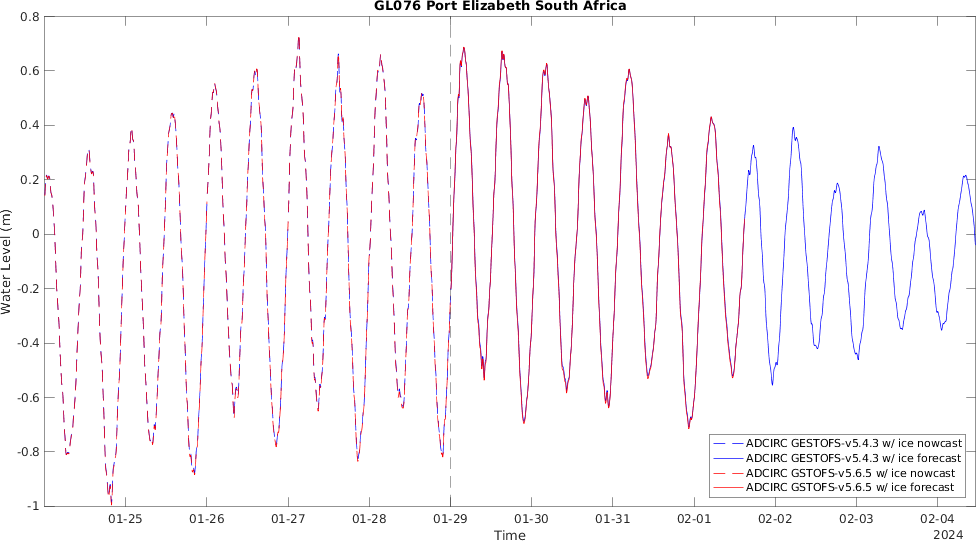 GL076 Port Elizabeth South Africa
0.8
0.6
0.4
0.2
0
-0.2
-0.4
-0.6
-0.8
-1
Water Level (m)
01-25 01-26 01-27 01-28 01-29 01-30 01-31 02-01 02-02 02-03 02-04
Time
2024
ADCIRC GESTOFS-v5.4.3 w/ ice nowcast
ADCIRC GESTOFS-v5.4.3 w/ ice forecast
ADCIRC GSTOFS-v5.6.5 w/ ice nowcast
ADCIRC GSTOFS-v5.6.5 w/ ice forecast